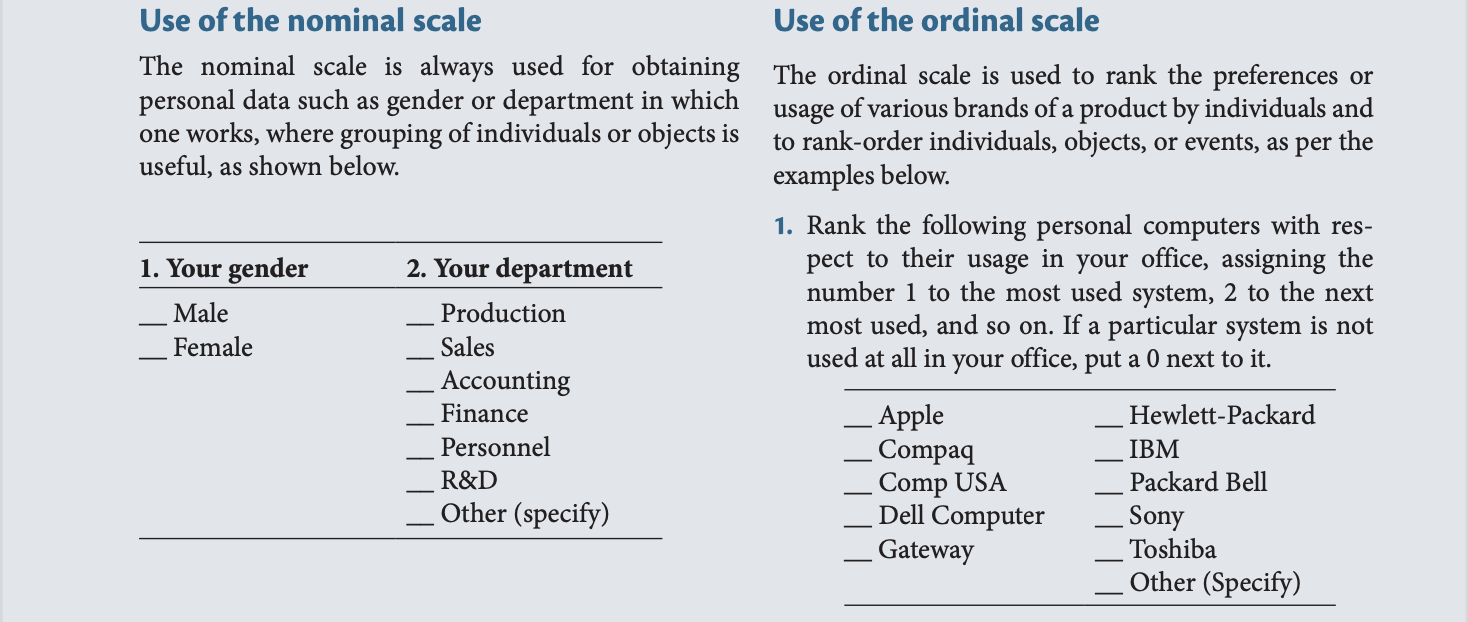 Use of the nominal scale
The nominal scale is always used for obtaining
personal data such as gender or department in which
one works, where grouping of individuals or objects is
useful, as shown below.
1. Your gender
__ Male
__ Female
2. Your department
__ Production
__ Sales
__ Accounting
__ Finance
__ Personnel
__ R&D
__ Other (specify)
Use of the ordinal scale
The ordinal scale is used to rank the preferences or
usage of various brands of a product by individuals and
to rank-order individuals, objects, or events, as per the
examples below.
1. Rank the following personal computers with res-
pect to their usage in your office, assigning the
number 1 to the most used system, 2 to the next
most used, and so on. If a particular system is not
used at all in your office, put a 0 next to it.
__ Apple
__ Compaq
__ Comp USA
__ Dell Computer
__ Gateway
__ Hewlett-Packard
__ IBM
__ Packard Bell
__ Sony
__ Toshiba
__ Other (Specify)